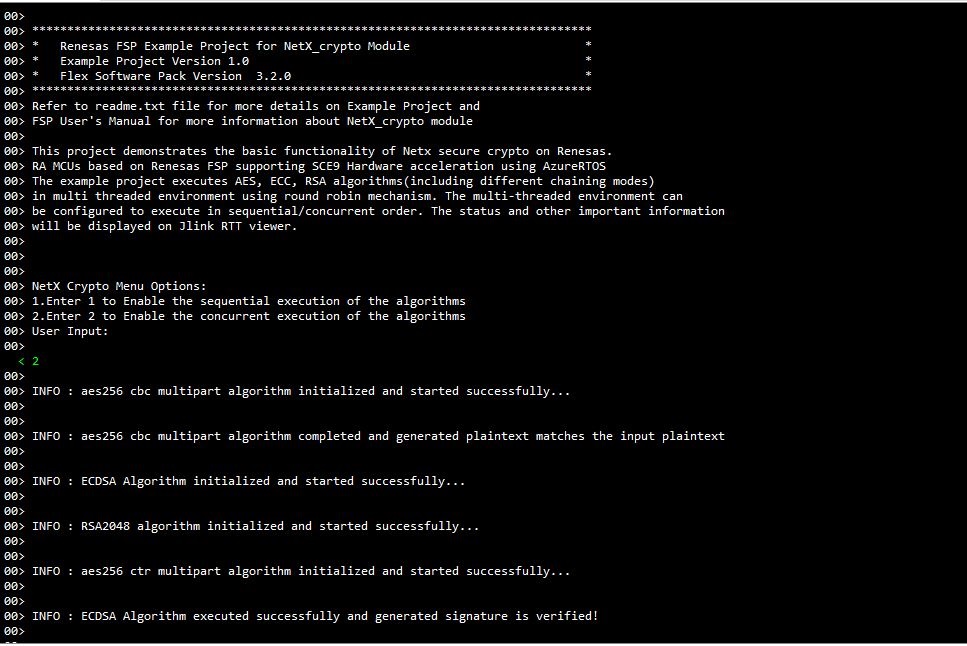 00>
00> ********************************************************************************
00> *   Renesas FSP Example Project for NetX_crypto Module                         *
00> *   Example Project Version 1.0                                                *
00> *   Flex Software Pack Version  3.2.0                                          *
00> ********************************************************************************
00> Refer to readme.txt file for more details on Example Project and
00> FSP User's Manual for more information about NetX_crypto module
00>
00> This project demonstrates the basic functionality of Netx secure crypto on Renesas.
00> RA MCUs based on Renesas FSP supporting SCE9 Hardware acceleration using AzureRTOS
00> The example project executes AES, ECC, RSA algorithms(including different chaining modes)
00> in multi threaded environment using round robin mechanism. The multi-threaded environment can
00> be configured to execute in sequential/concurrent order. The status and other important information
00> will be displayed on Jlink RTT viewer.
00>
00>
00>
00> NetX Crypto Menu Options:
00> 1.Enter 1 to Enable the sequential execution of the algorithms
00> 2.Enter 2 to Enable the concurrent execution of the algorithms
00> User Input:
00>
< 2
00>
00> INFO : aes256 cbc multipart algorithm initialized and started successfully...
00>
00>
00> INFO : aes256 cbc multipart algorithm completed and generated plaintext matches the input plaintext
00>
00>
00> INFO : ECDSA Algorithm initialized and started successfully...
00>
00>
00> INFO : RSA2048 algorithm initialized and started successfully...
00>
00>
00> INFO : aes256 ctr multipart algorithm initialized and started successfully...
00>
00>
00> INFO : ECDSA Algorithm executed successfully and generated signature is verified!
00>